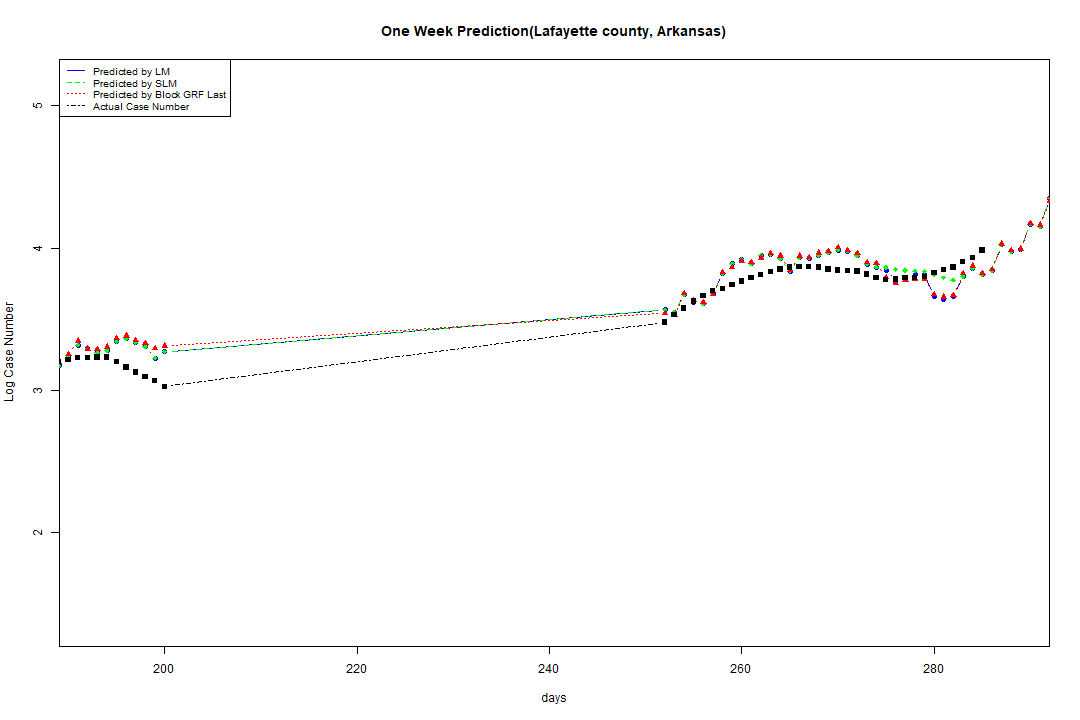 One Week Prediction(Lafayette county, Arkansas)
Predicted by LM
Predicted by SLM
Predicted by Block GRF Last
Actual Case Number
5
4
3
2
Log Case Number
200 220 240 260 280
days